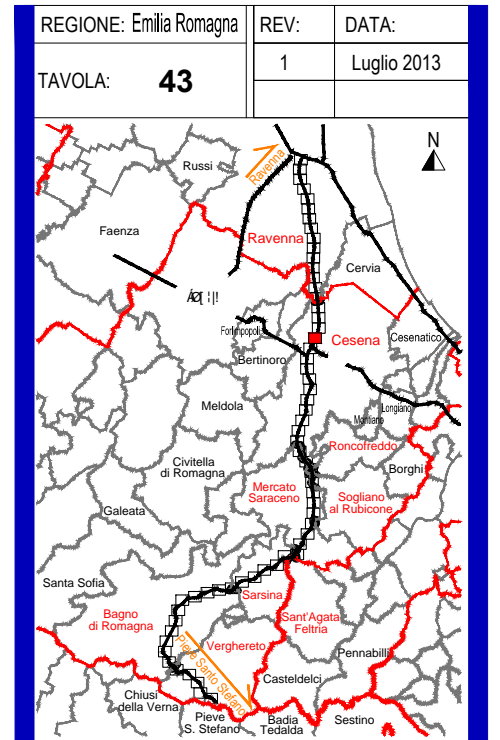 REGIONE: Emilia Romagna
REV:
DATA:
TAVOLA: 43
1
Luglio 2013
N
Russi
Ravenna
Faenza
Ravenna
Cervia
Forlimpopoli
Cesena
Cesenatico
Bertinoro
Meldola
Longiano
Montiano
Civitella
di Romagna
Roncofreddo
Borghi
Mercato
Saraceno
Sogliano
al Rubicone
Galeata
Santa Sofia
Sarsina
Bagno
di Romagna
Sant'Agata
Feltria
Verghereto
Pieve Santo Stefano
Pennabilli
Casteldelci
Chiusi
della Verna
Pieve
S. Stefano
Badia
Tedalda
Sestino